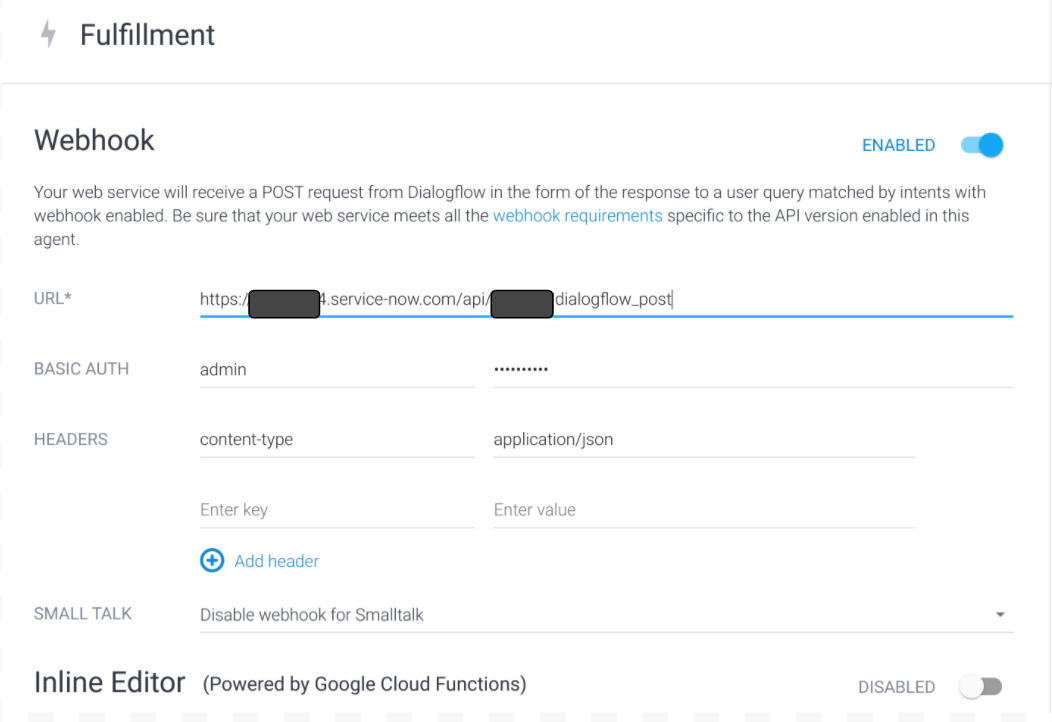 Fulfillment
Webhook
ENABLED
Your web service will receive a POST request from Dialogflow in the form of the response to a user query matched by intents with
webhook enabled. Be sure that your web service meets all the webhook requirements specific to the API version enabled in this
agent.
URL* https:/ 4.service-now.com/api/ dialogflow_post
BASIC AUTH admin ••••••••••
HEADERS content-type application/json
Enter key Enter value
Add header
SMALL TALK Disable webhook for Smalltalk
Inline Editor (Powered by Google Cloud Functions) DISABLED